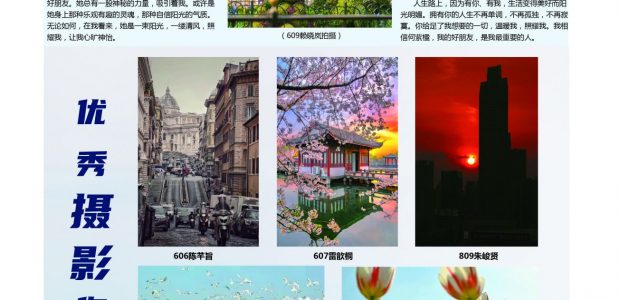 好朋友。她总有一股神秘的力量，吸引着我。或许是
她身上那种乐观有趣的灵魂，那种自信阳光的气质。
无论如何，在我看来，她是一束阳光，一缕清风，照
耀我，让我心旷神怡。
（609赖晓岚拍摄）
人生路上，因为有你、有我，生活变得美好而阳
光明媚。拥有你的人生不再单调，不再孤独，不再寂
寞。你给足了我想要的一切，温暖我，照耀我。我相
信何紫楹，我的好朋友，是我最重要的人。
优
秀
摄
影
606陈芊旨
607雷歆桐
809朱峻贤